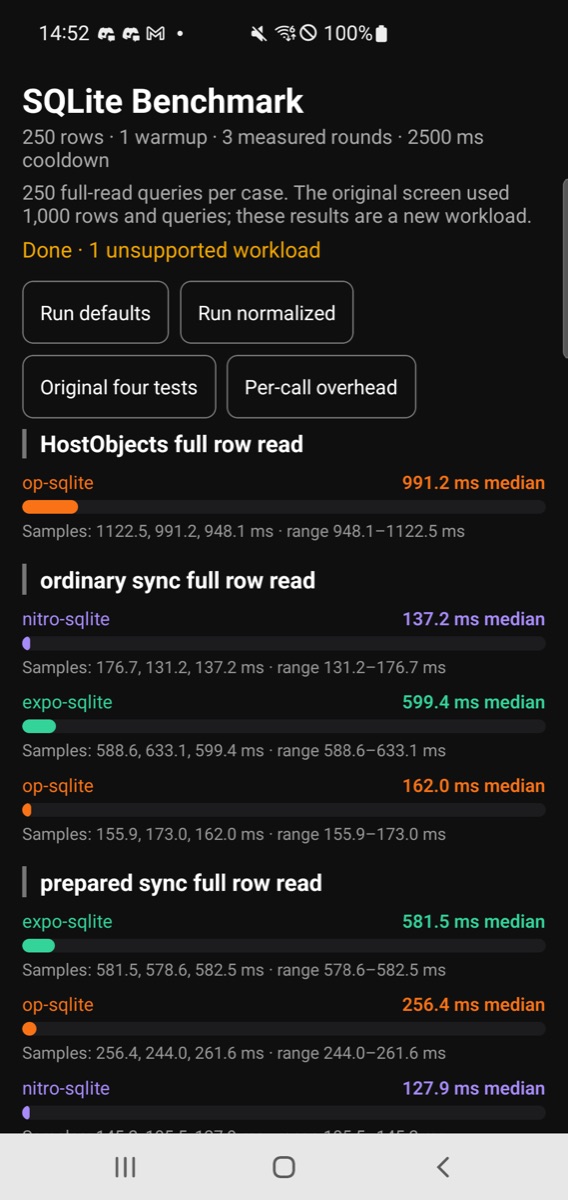 14:52 100%
SQLite Benchmark
250 rows · 1 warmup · 3 measured rounds · 2500 ms
cooldown
250 full-read queries per case. The original screen used
1,000 rows and queries; these results are a new workload.
Done · 1 unsupported workload
Run defaults Run normalized
Original four tests Per-call overhead
HostObjects full row read
op-sqlite 991.2 ms median
Samples: 1122.5, 991.2, 948.1 ms · range 948.1–1122.5 ms
ordinary sync full row read
nitro-sqlite 137.2 ms median
Samples: 176.7, 131.2, 137.2 ms · range 131.2–176.7 ms
expo-sqlite 599.4 ms median
Samples: 588.6, 633.1, 599.4 ms · range 588.6–633.1 ms
op-sqlite 162.0 ms median
Samples: 155.9, 173.0, 162.0 ms · range 155.9–173.0 ms
prepared sync full row read
expo-sqlite 581.5 ms median
Samples: 581.5, 578.6, 582.5 ms · range 578.6–582.5 ms
op-sqlite 256.4 ms median
Samples: 256.4, 244.0, 261.6 ms · range 244.0–261.6 ms
nitro-sqlite 127.9 ms median